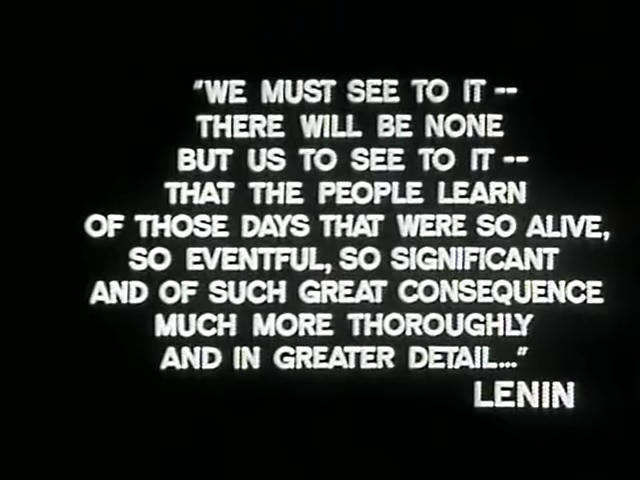 "WE MUST SEE TO IT --
THERE WILL BE NONE
BUT US TO SEE TO IT --
THAT THE PEOPLE LEARN
OF THOSE DAYS THAT WERE SO ALIVE,
SO EVENTFUL, SO SIGNIFICANT
AND OF SUCH GREAT CONSEQUENCE
MUCH MORE THOROUGHLY
AND IN GREATER DETAIL..."
LENIN